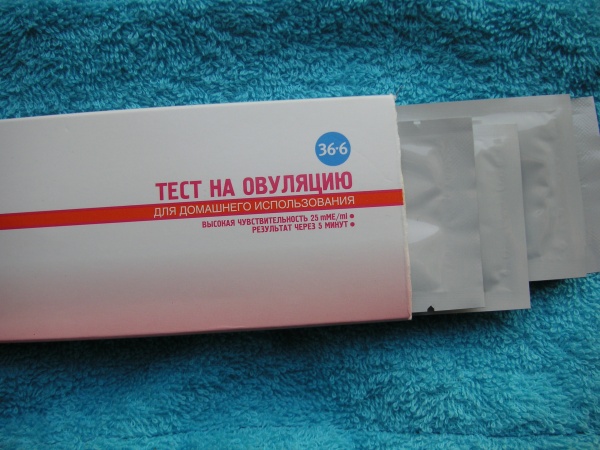 36•6
ТЕСТ НА ОВУЛЯЦИЮ
ДЛЯ ДОМАШНЕГО ИСПОЛЬЗОВАНИЯ
ВЫСОКАЯ ЧУВСТВИТЕЛЬНОСТЬ 25 mME/ml •
РЕЗУЛЬТАТ ЧЕРЕЗ 5 МИНУТ •